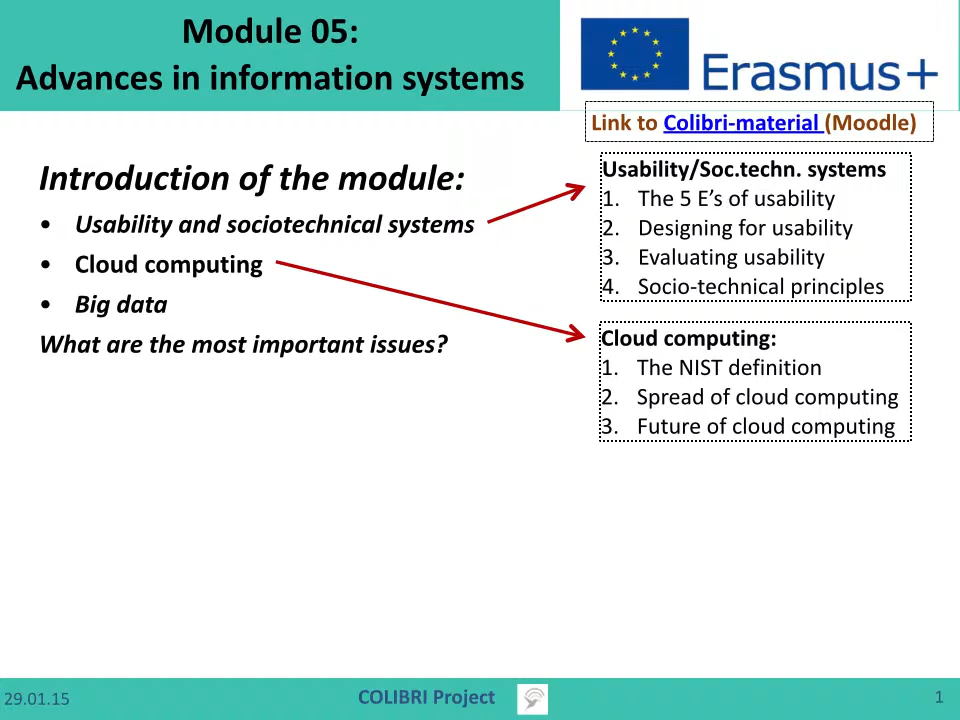 Module 05:
Advances in information systems
Erasmus+
Link to Colibri-material (Moodle)
Introduction of the module:
• Usability and sociotechnical systems
• Cloud computing
• Big data
What are the most important issues?
Usability/Soc.techn. systems
1. The 5 E’s of usability
2. Designing for usability
3. Evaluating usability
4. Socio-technical principles
Cloud computing:
1. The NIST definition
2. Spread of cloud computing
3. Future of cloud computing
29.01.15
COLIBRI Project
1